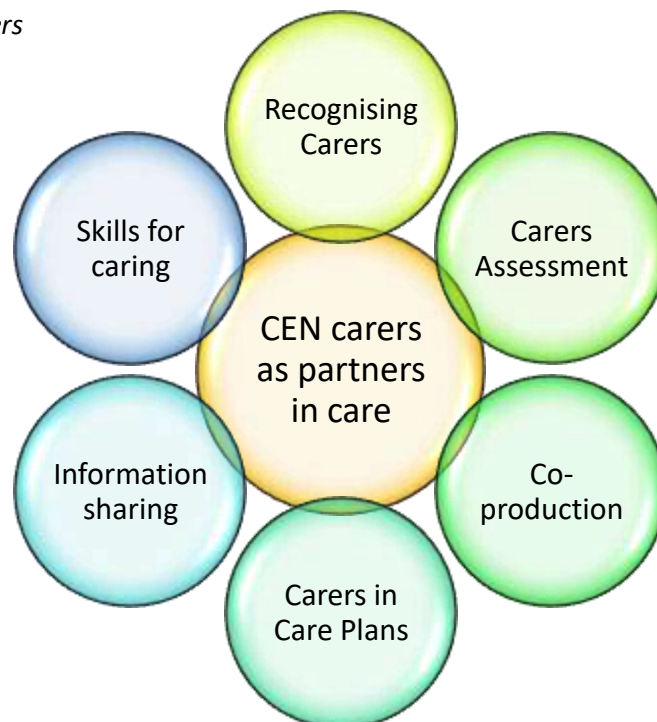 ers
Recognising
Carers
Carers
Assessment
Co-
production
Carers in
Care Plans
Information
sharing
Skills for
caring
CEN carers
as partners
in care